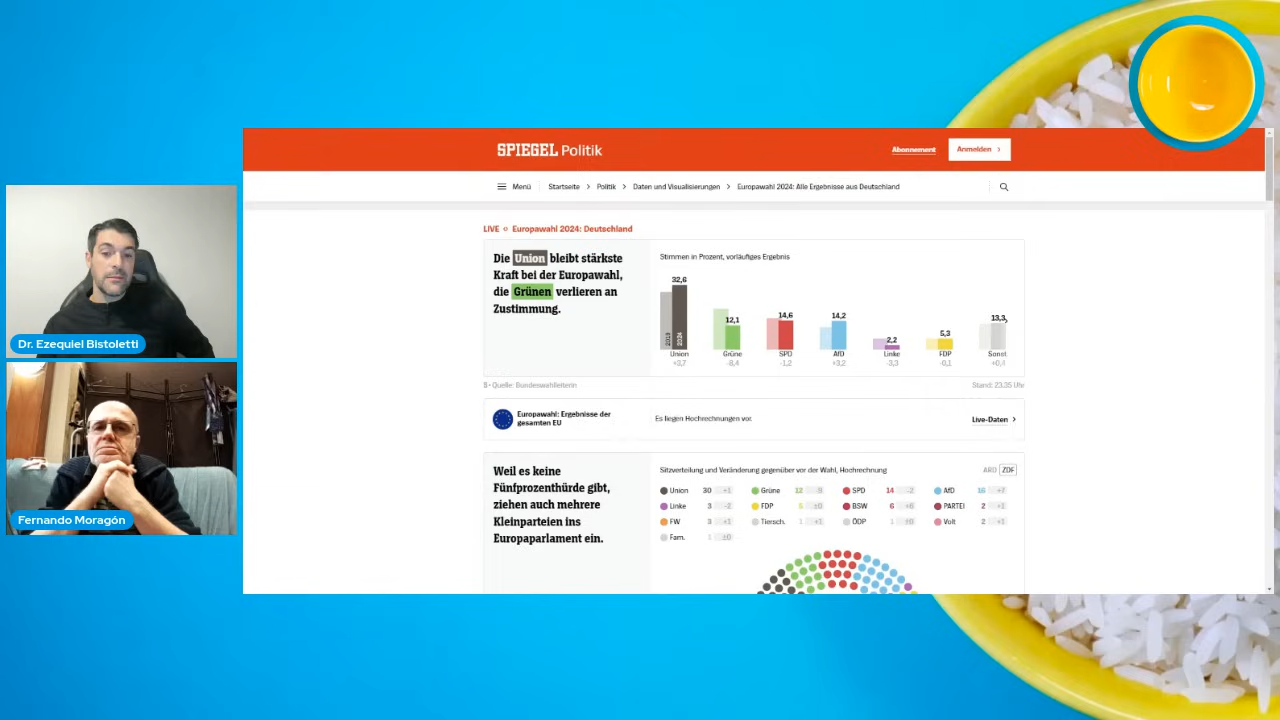 SPIEGEL Politik
Abonnement
Anmelden
Menü
Startseite > Politik > Daten und Visualisierungen > Europawahl 2024: Alle Ergebnisse aus Deutschland
LIVE
Europawahl 2024: Deutschland
Die Union bleibt stärkste
Kraft bei der Europawahl,
die Grünen verlieren an
Zustimmung.
Stimmen in Prozent, vorläufiges Ergebnis
32,6
12,1
14,6
14,2
2,2
5,3
13,3
2019
2024
Union
Grüne
SPD
AfD
Linke
FDP
Sonst.
+3,7
-8,4
-1,2
+3,2
-3,3
-0,1
+0,4
S • Quelle: Bundeswahlleiterin
Stand: 23.35 Uhr
Europawahl: Ergebnisse der
gesamten EU
Es liegen Hochrechnungen vor.
Live-Daten
Weil es keine
Fünfprozenthürde gibt,
ziehen auch mehrere
Kleinparteien ins
Europaparlament ein.
Sitzverteilung und Veränderung gegenüber vor der Wahl, Hochrechnung
ARD ZDF
Union 30 +1
Grüne 12 -9
SPD 14 -2
AfD 16 +7
Linke 3 -2
FDP 5 ±0
BSW 6 +6
PARTEI 2 +1
FW 3 +1
Tiersch. 1 +1
ÖDP 1 ±0
Volt 2 +1
Fam. 1 ±0
Dr. Ezequiel Bistoletti
Fernando Moragón